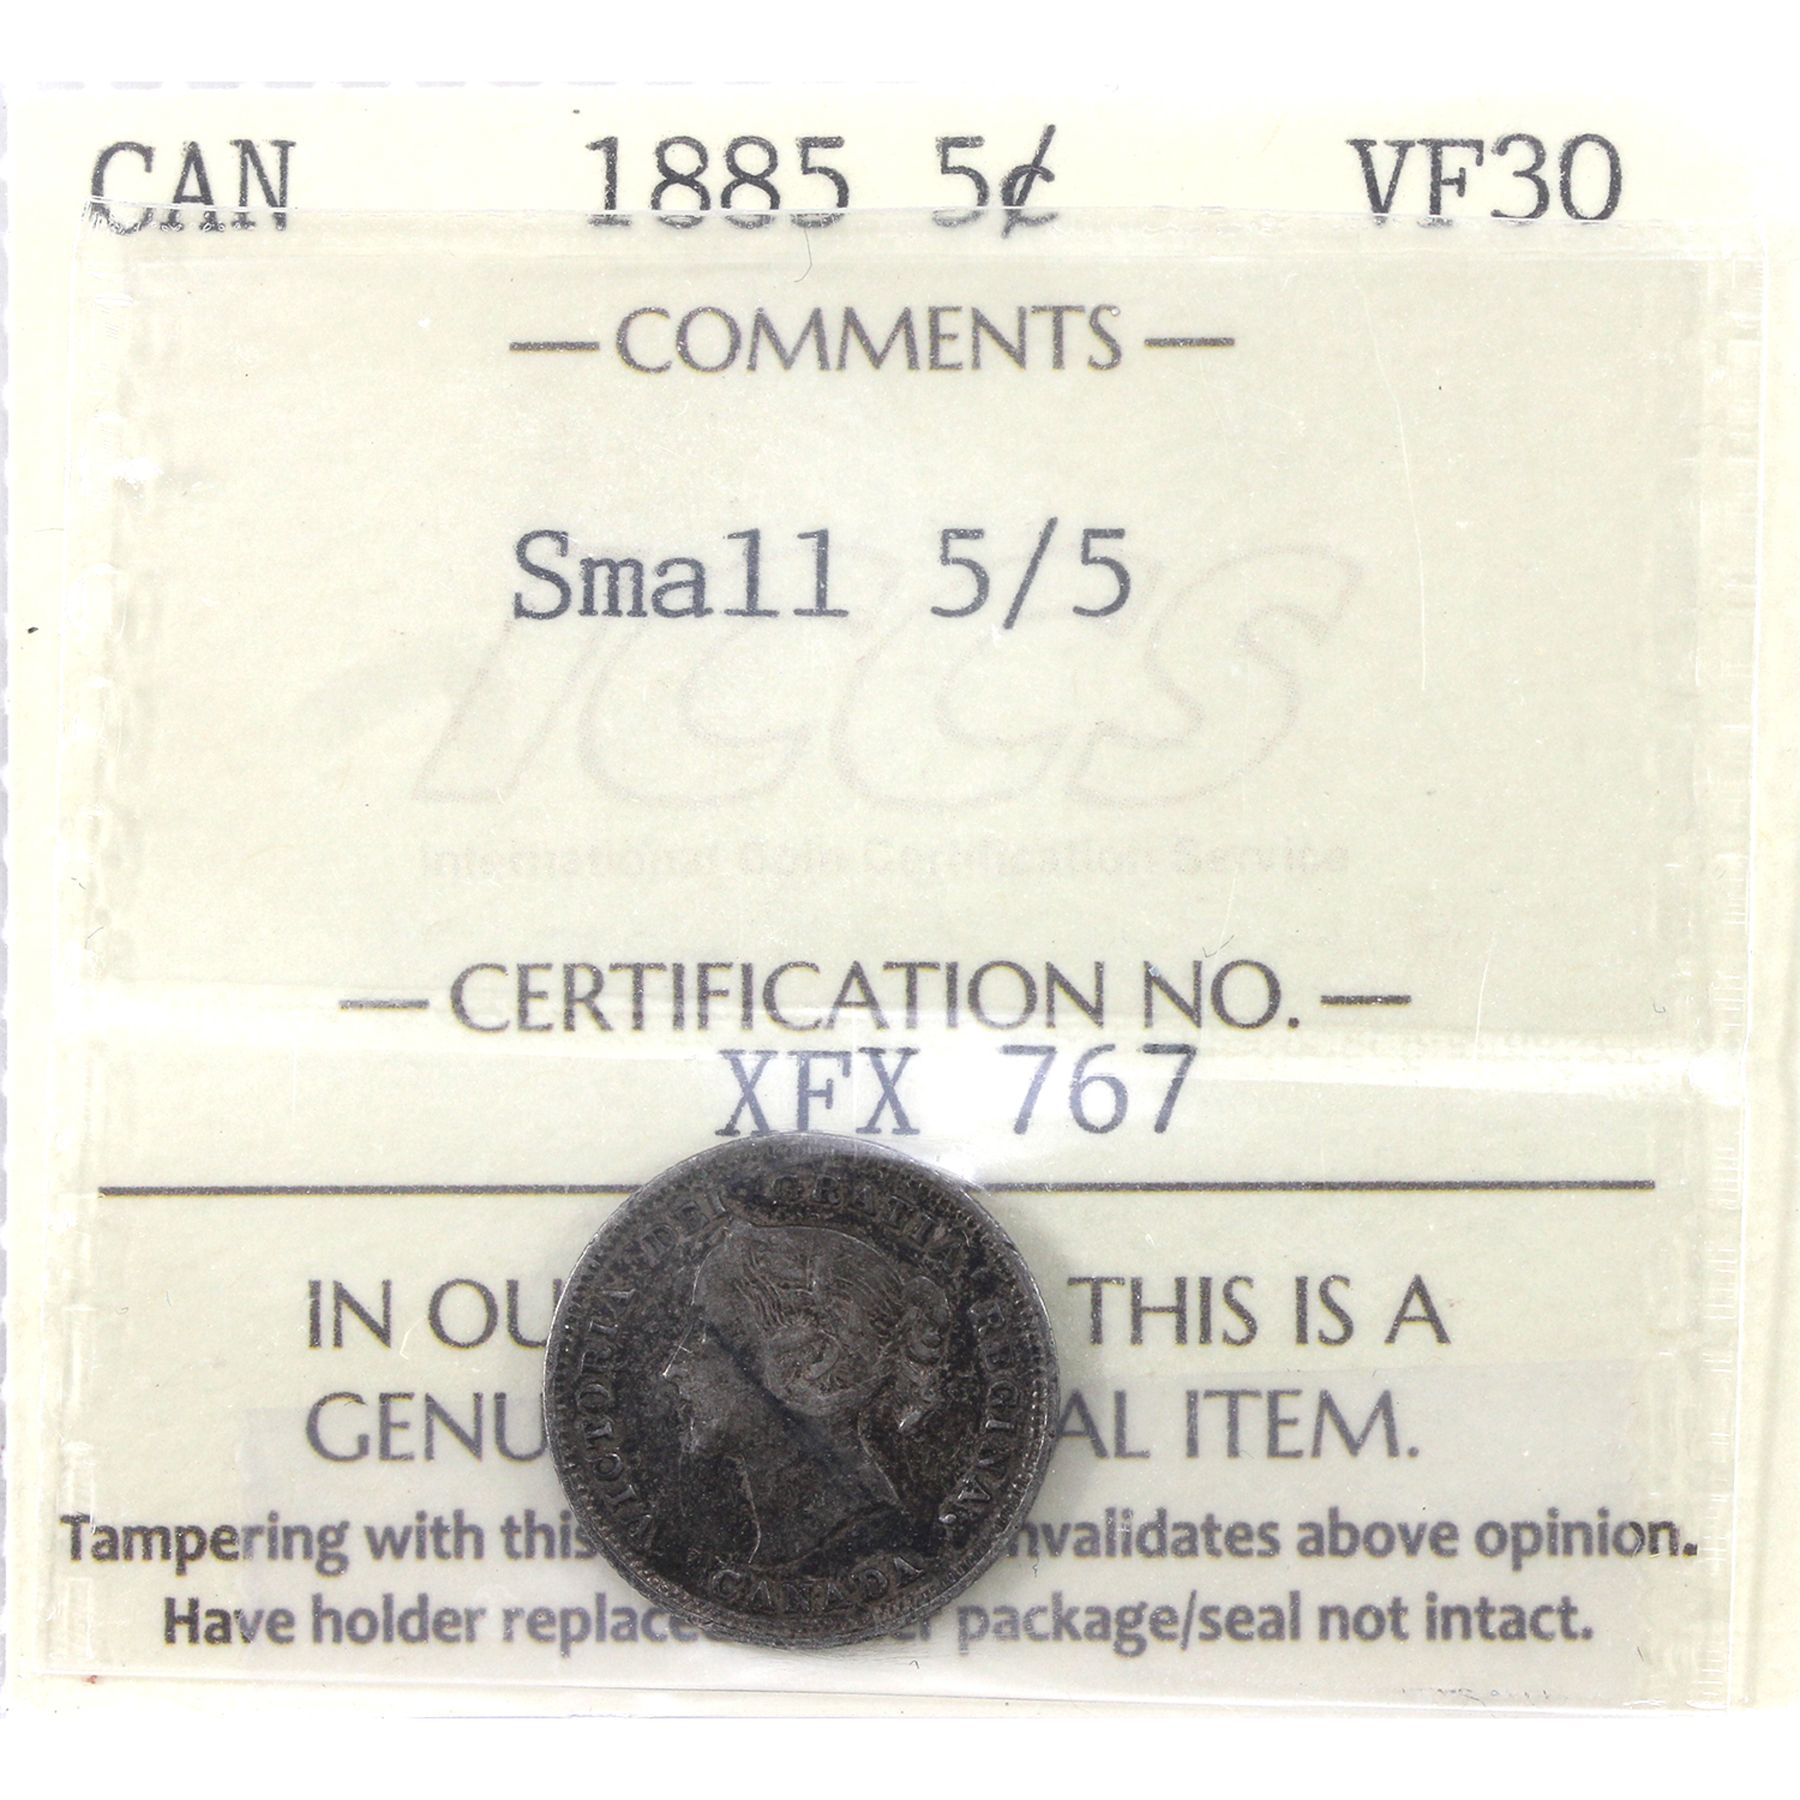 CAN 1885 5¢ VF30
— COMMENTS —
Small 5/5
ICCS
International Coin Certification Service
— CERTIFICATION NO. —
XFX 767
IN OU THIS IS A
GENU AL ITEM.
Tampering with this nvalidates above opinion.
Have holder replace er package/seal not intact.
VICTORIA DEI GRATIA REGINA.
CANADA